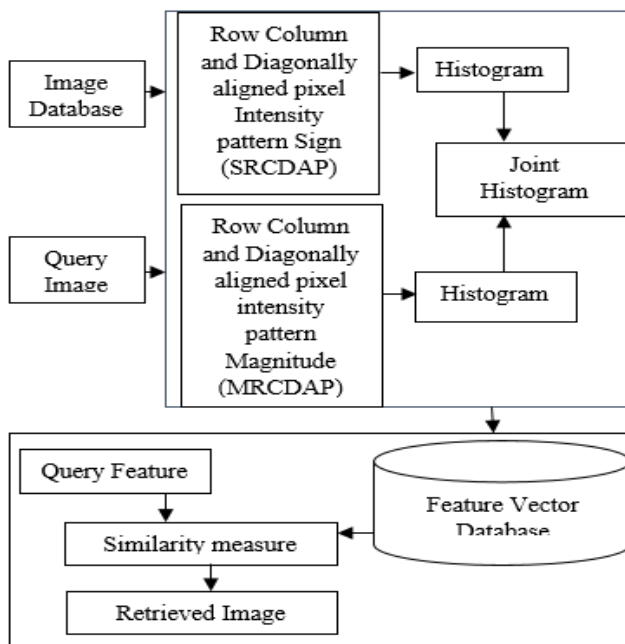 Image
Database
Row Column
and Diagonally
aligned pixel
Intensity
pattern Sign
(SRCDAP)
Histogram
Joint
Histogram
Query
Image
Row Column
and Diagonally
aligned pixel
intensity
pattern
Magnitude
(MRCDAP)
Histogram
Query Feature
Feature Vector
Database
Similarity measure
Retrieved Image